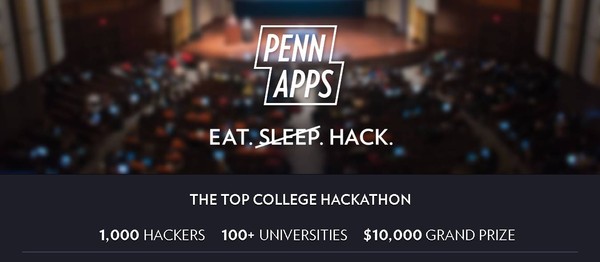 PENN
APPS
EAT. SLEEP. HACK.
THE TOP COLLEGE HACKATHON
1,000 HACKERS 100+ UNIVERSITIES $10,000 GRAND PRIZE